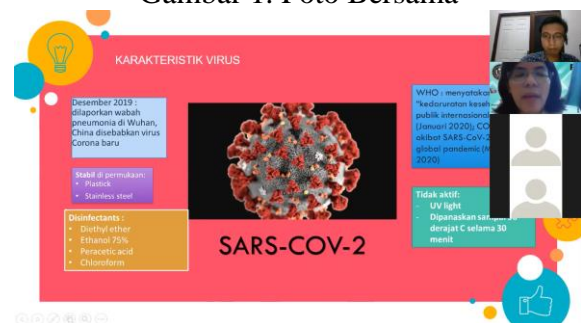 Gambar 1. Foto Bersama
KARAKTERISTIK VIRUS
Desember 2019 :
dilaporkan wabah
pneumonia di Wuhan,
China disebabkan virus
Corona baru
Stabil di permukaan:
• Plastick
• Stainless steel
Disinfectants :
• Diethyl ether
• Ethanol 75%
• Peracetic acid
• Chloroform
SARS-COV-2
WHO : menyatakan
"kedoruratan keseh
publik internasional
(Januari 2020); CO
akibat SARS-CoV-2
global pandemic (M
2020)
Tidak aktif:
- UV light
- Dipanaskan sampai
derajat C selama 30
menit